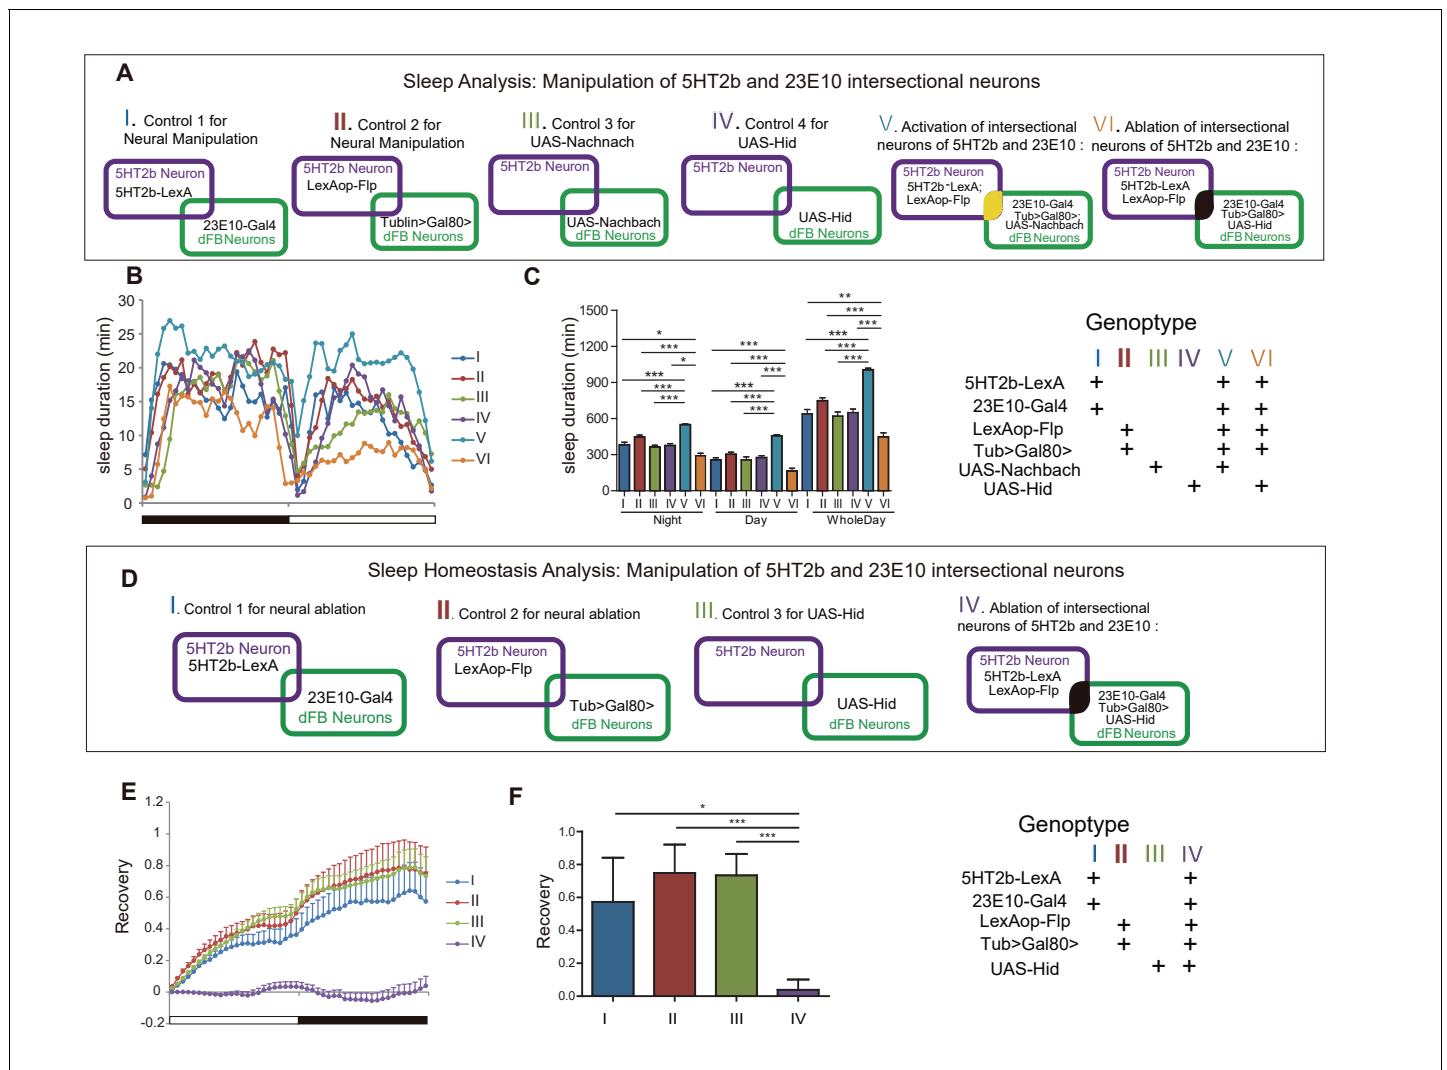 A
Sleep Analysis: Manipulation of 5HT2b and 23E10 intersectional neurons
I. Control 1 for
Neural Manipulation
5HT2b Neuron
5HT2b-LexA
23E10-Gal4
dFB Neurons
II. Control 2 for
Neural Manipulation
5HT2b Neuron
LexAop-Flp
Tublin>Gal80>
dFB Neurons
III. Control 3 for
UAS-Nachnach
5HT2b Neuron
UAS-Nachbach
dFB Neurons
IV. Control 4 for
UAS-Hid
5HT2b Neuron
UAS-Hid
dFB Neurons
V. Activation of intersectional
neurons of 5HT2b and 23E10 :
5HT2b-LexA;
LexAop-Flp
5HT2b Neuron
23E10-Gal4
Tub>Gal80>;
UAS-Nachbach
dFB Neurons
VI. Ablation of intersectional
neurons of 5HT2b and 23E10 :
5HT2b Neuron
5HT2b-LexA
LexAop-Flp
23E10-Gal4
Tub>Gal80>
UAS-Hid
dFB Neurons
B
sleep duration (min)
30
25
20
15
10
5
0
I
II
III
IV
V
VI
C
sleep duration (min)
1500
1200
900
600
300
0
*
***
*
***
***
***
***
***
***
***
***
***
**
***
***
***
***
***
I II III IV V VI I II III IV V VI I II III IV V VI
Night Day WholeDay
Genoptype
I II III IV V VI
5HT2b-LexA + + +
23E10-Gal4 + + +
LexAop-Flp + + +
Tub>Gal80> + + +
UAS-Nachbach + +
UAS-Hid + +
D
Sleep Homeostasis Analysis: Manipulation of 5HT2b and 23E10 intersectional neurons
I. Control 1 for neural ablation
5HT2b Neuron
5HT2b-LexA
23E10-Gal4
dFB Neurons
II. Control 2 for neural ablation
5HT2b Neuron
LexAop-Flp
Tub>Gal80>
dFB Neurons
III. Control 3 for UAS-Hid
5HT2b Neuron
UAS-Hid
dFB Neurons
IV. Ablation of intersectional
neurons of 5HT2b and 23E10 :
5HT2b Neuron
5HT2b-LexA
LexAop-Flp
23E10-Gal4
Tub>Gal80>
UAS-Hid
dFB Neurons
E
Recovery
1.2
1
0.8
0.6
0.4
0.2
0
-0.2
I
II
III
IV
F
Recovery
1.0
0.8
0.6
0.4
0.2
0.0
*
***
***
I II III IV
Genoptype
I II III IV
5HT2b-LexA + +
23E10-Gal4 + +
LexAop-Flp + +
Tub>Gal80> + +
UAS-Hid + +